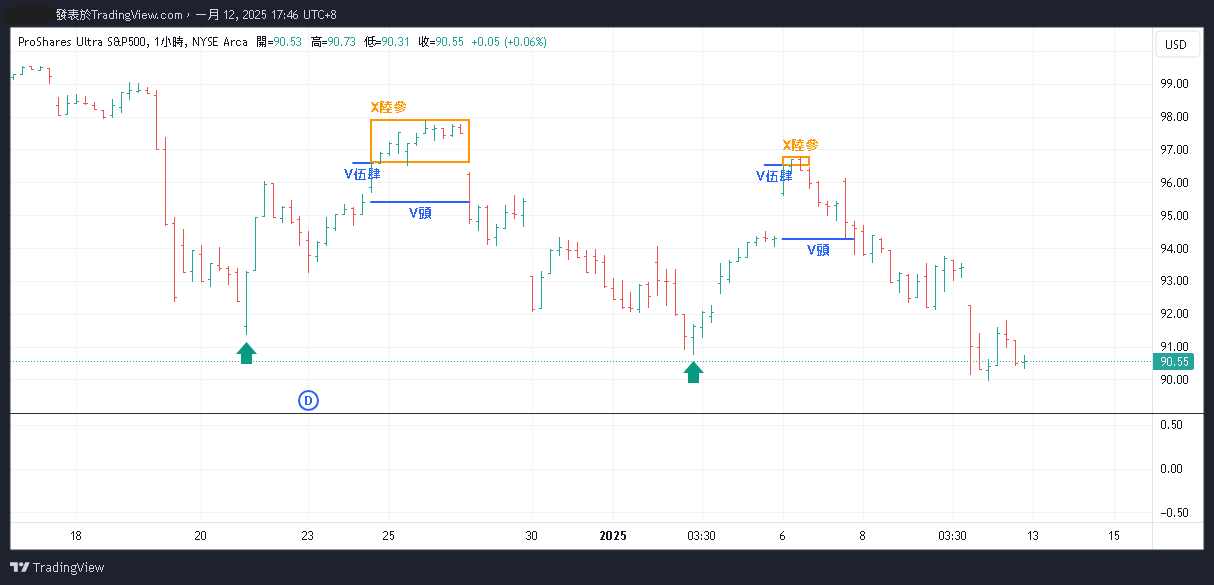 發表於TradingView.com，一月 12, 2025 17:46 UTC+8
ProShares Ultra S&P500, 1小時, NYSE Arca 開=90.53 高=90.73 低=90.31 收=90.55 +0.05 (+0.06%)
USD
99.00
98.00
97.00
96.00
95.00
94.00
93.00
92.00
91.00
90.55
90.00
0.50
0.00
−0.50
X陸參
V伍肆
V頭
X陸參
V伍肆
V頭
D
18 20 23 25 30 2025 03:30 6 8 03:30 13 15
TradingView